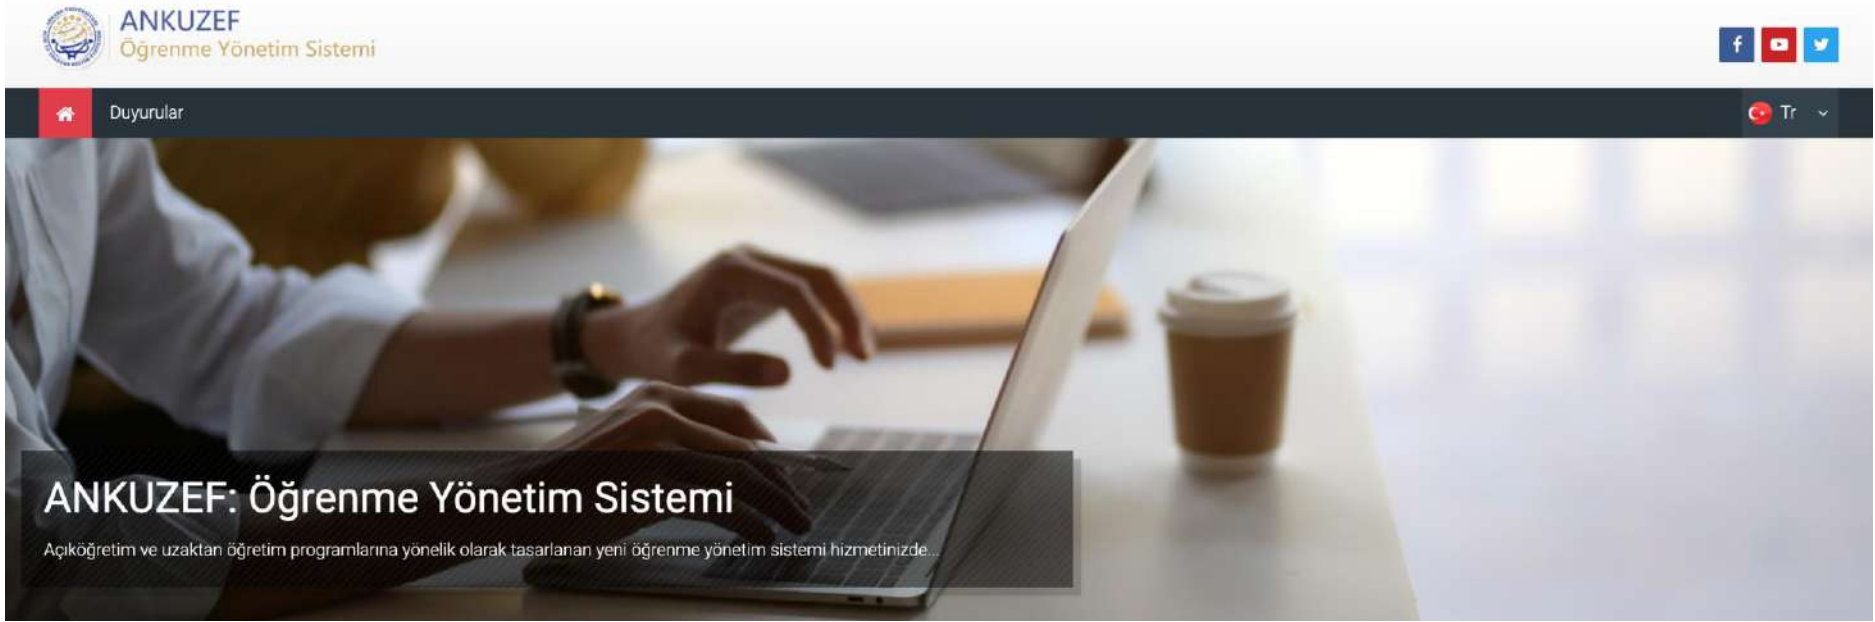 ANKUZEF
Öğrenme Yönetim Sistemi
Duyurular
Tr
ANKUZEF: Öğrenme Yönetim Sistemi
Açıköğretim ve uzaktan öğretim programlarına yönelik olarak tasarlanan yeni öğrenme yönetim sistemi hizmetinizde...